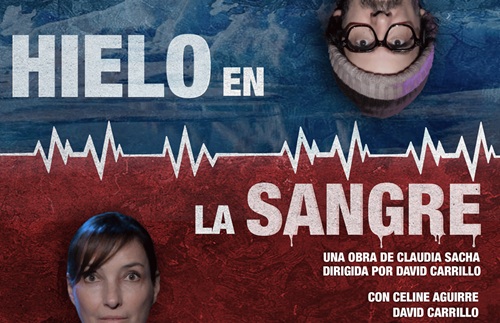 HIELO EN
LA SANGRE
UNA OBRA DE CLAUDIA SACHA
DIRIGIDA POR DAVID CARRILLO
CON CELINE AGUIRRE
DAVID CARRILLO